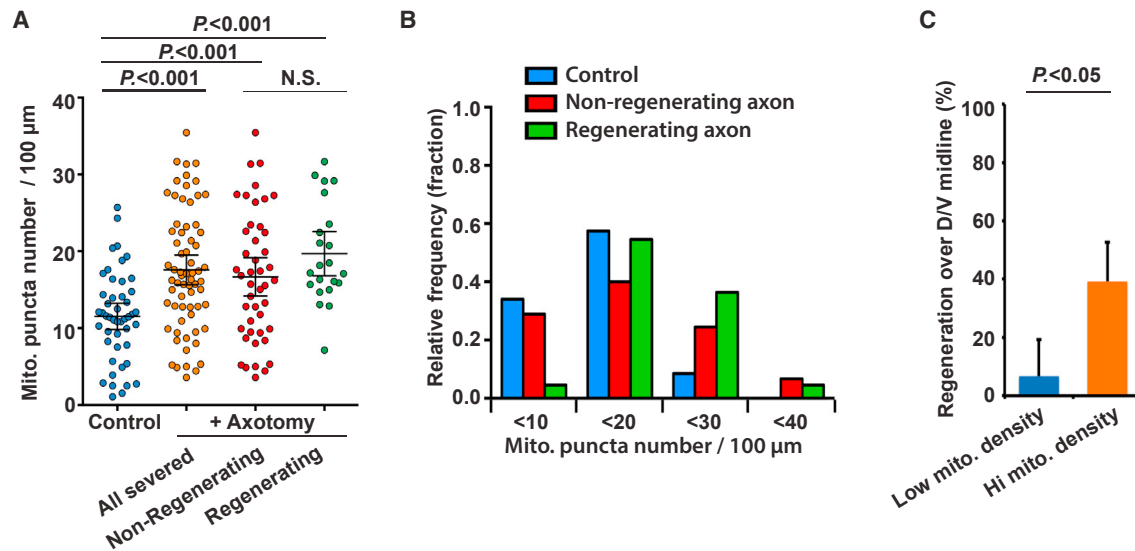 A
P.<0.001
P.<0.001
P.<0.001
N.S.
Mito. puncta number / 100 µm
40
30
20
10
0
Control
+ Axotomy
All severed
Non-Regenerating
Regenerating
B
Control
Non-regenerating axon
Regenerating axon
Relative frequency (fraction)
1.0
0.8
0.6
0.4
0.2
0.0
<10 <20 <30 <40
Mito. puncta number / 100 µm
C
P.<0.05
Regeneration over D/V midline (%)
100
80
60
40
20
0
Low mito. density
Hi mito. density